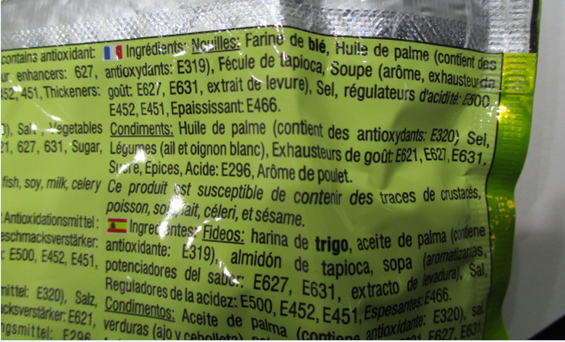 contains antioxidant:
enhancers: 627,
452, 451, Thickeners:
Salt, Vegetables
627, 631, Sugar,
fish, soy, milk, celery
Antioxidationsmittel:
E500, E452, E451,
E320), Salz,
E621,
E296
Ingrédients: Nouilles: Farine de blé, Huile de palme (contient des
antioxydants: E319), Fécule de tapioca, Soupe (arôme, exhausteur de
goût: E627, E631, extrait de levure), Sel, régulateurs d'acidité: E500,
E452, E451, Epaississant: E466.
Condiments: Huile de palme (contient des antioxydants: E320), Sel,
Légumes (ail et oignon blanc), Exhausteurs de goût: E621, E627, E631,
Sucre, Epices, Acide: E296, Arôme de poulet.
Ce produit est susceptible de contenir des traces de crustacés,
poisson, soja, lait, céleri, et sésame.
Ingredientes: Fideos: harina de trigo, aceite de palma (contiene
antioxidante: E319), almidón de tapioca, sopa (aromatizantes,
potenciadores del sabor: E627, E631, extracto de levadura), Sal,
Reguladores de la acidez: E500, E452, E451, Espesantes: E466.
Condimentos: Aceite de palma (contiene antioxidante: E320), sal,
verduras (ajo y cebolleta), E627, E631